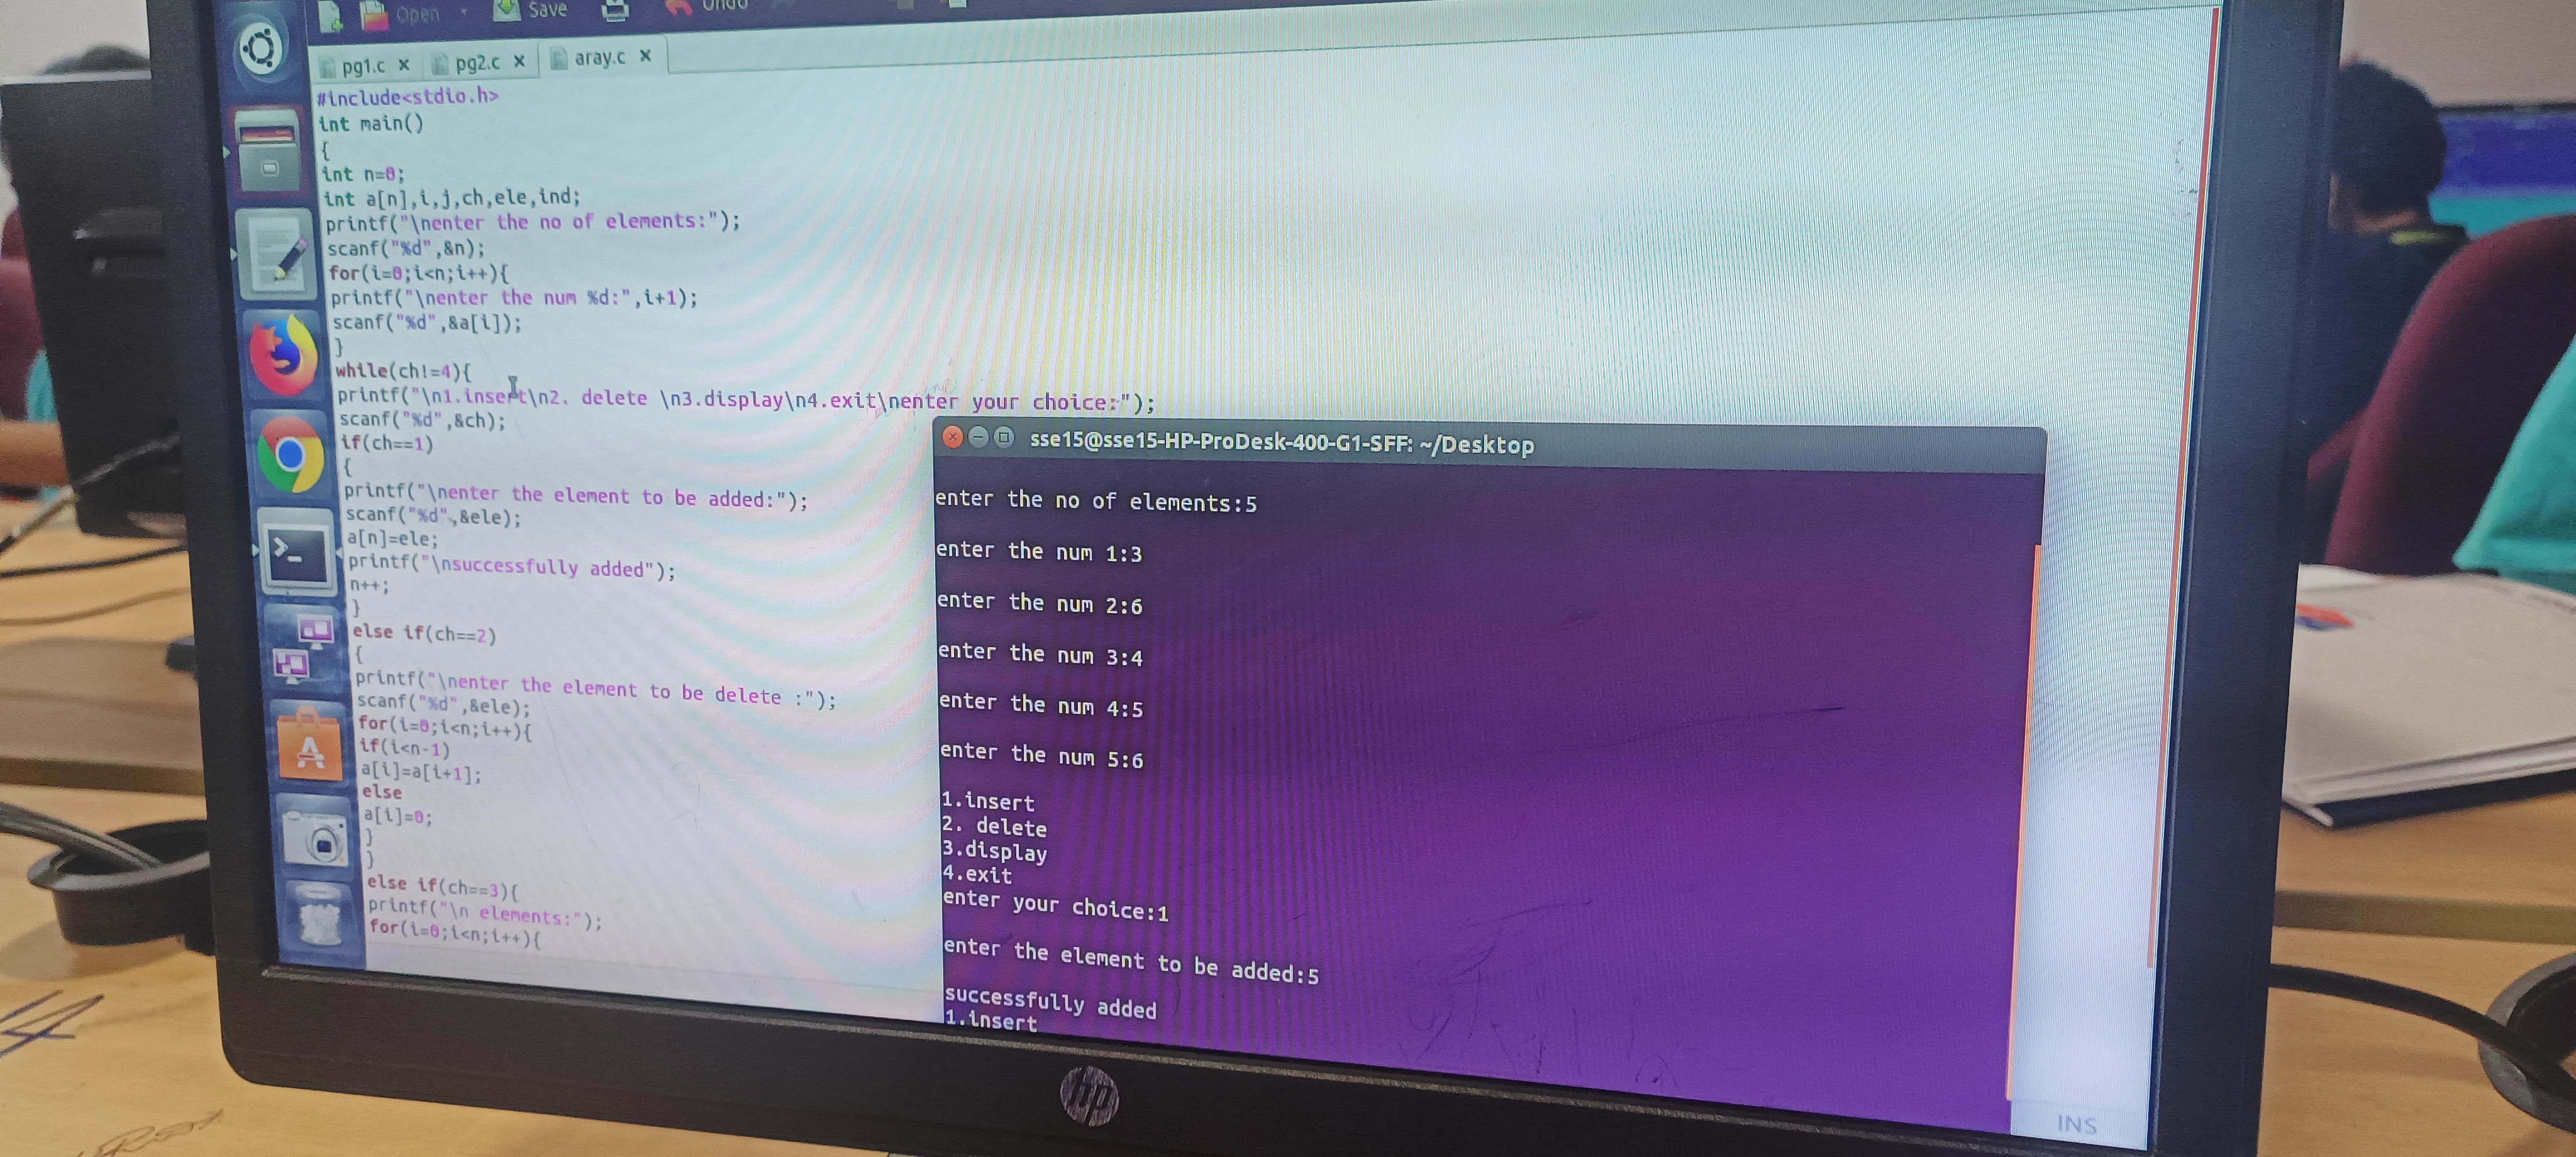 Open Save Undo
pg1.c pg2.c aray.c
#include<stdio.h>
int main()
{
int n=0;
int a[n],i,j,ch,ele,ind;
printf("\nenter the no of elements:");
scanf("%d",&n);
for(i=0;i<n;i++){
printf("\nenter the num %d:",i+1);
scanf("%d",&a[i]);
}
while(ch!=4){
printf("\n1.insert\n2. delete \n3.display\n4.exit\nenter your choice:");
scanf("%d",&ch);
if(ch==1)
{
printf("\nenter the element to be added:");
scanf("%d",&ele);
a[n]=ele;
printf("\nsuccessfully added");
n++;
}
else if(ch==2)
{
printf("\nenter the element to be delete :");
scanf("%d",&ele);
for(i=0;i<n;i++){
if(i<n-1)
a[i]=a[i+1];
else
a[i]=0;
}
}
else if(ch==3){
printf("\n elements:");
for(i=0;i<n;i++){
sse15@sse15-HP-ProDesk-400-G1-SFF: ~/Desktop
enter the no of elements:5
enter the num 1:3
enter the num 2:6
enter the num 3:4
enter the num 4:5
enter the num 5:6
1.insert
2. delete
3.display
4.exit
enter your choice:1
enter the element to be added:5
successfully added
1.insert
INS
hp